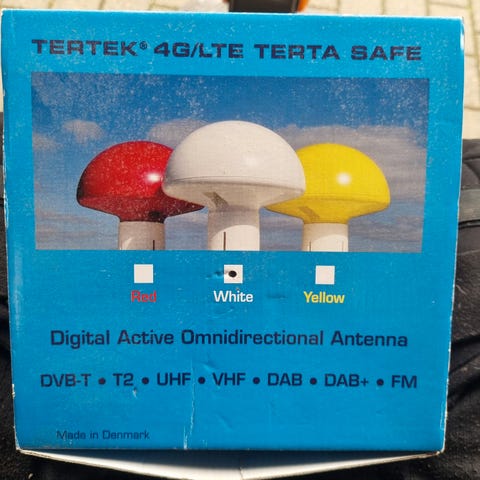 TERTEK® 4G/LTE TERTA SAFE
Red White Yellow
Digital Active Omnidirectional Antenna
DVB-T • T2 • UHF • VHF • DAB • DAB+ • FM
Made in Denmark